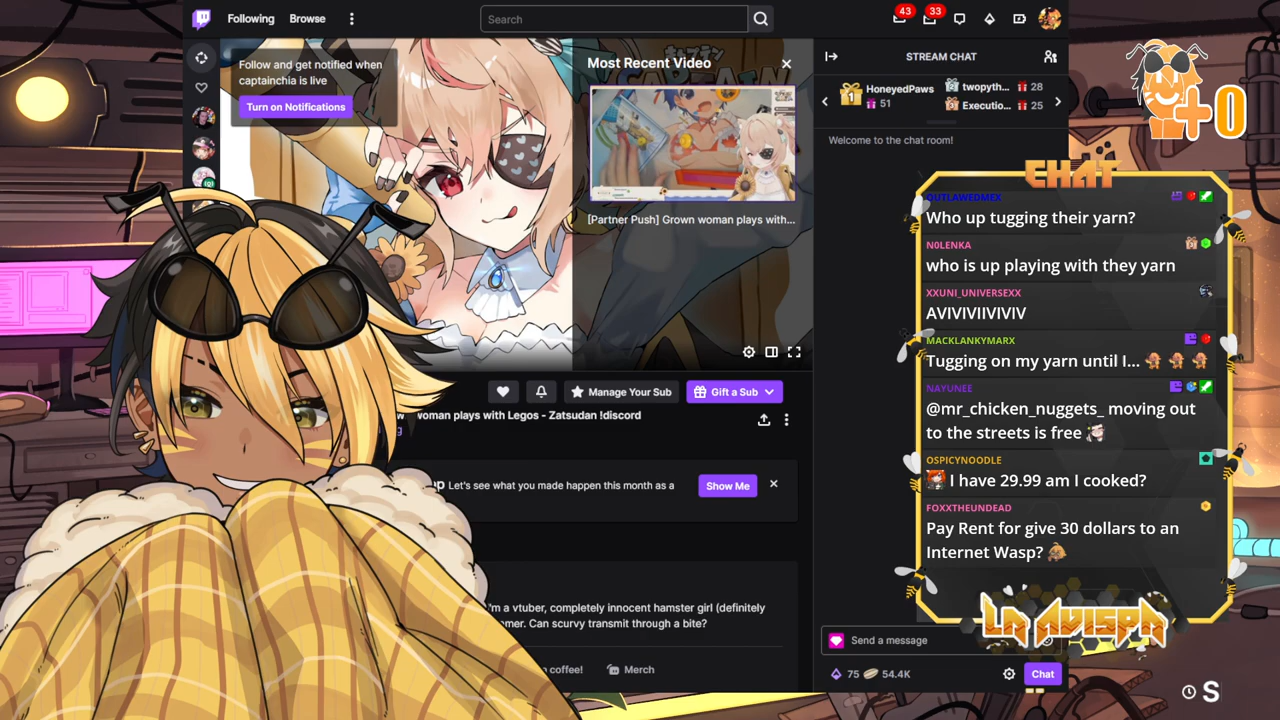 Following
Browse
Search
43
33
Follow and get notified when
captainchia is live
Turn on Notifications
Most Recent Video
[Partner Push] Grown woman plays with...
STREAM CHAT
1
HoneyedPaws
51
twopyth...
28
Executio...
25
Welcome to the chat room!
+0
CHAT
OUTLAWEDMEX
Who up tugging their yarn?
N0LENKA
who is up playing with they yarn
XXUNI_UNIVERSEXX
AVIVIVIIVIVIV
MACKLANKYMARX
Tugging on my yarn until I...
NAYUNEE
@mr_chicken_nuggets_ moving out
to the streets is free
OSPICYNOODLE
I have 29.99 am I cooked?
FOXXTHEUNDEAD
Pay Rent for give 30 dollars to an
Internet Wasp?
LA AVISPA
Manage Your Sub
Gift a Sub
woman plays with Legos - Zatsudan !discord
Let's see what you made happen this month as a
Show Me
'm a vtuber, completely innocent hamster girl (definitely
omer. Can scurvy transmit through a bite?
coffee!
Merch
Send a message
75
54.4K
Chat
S